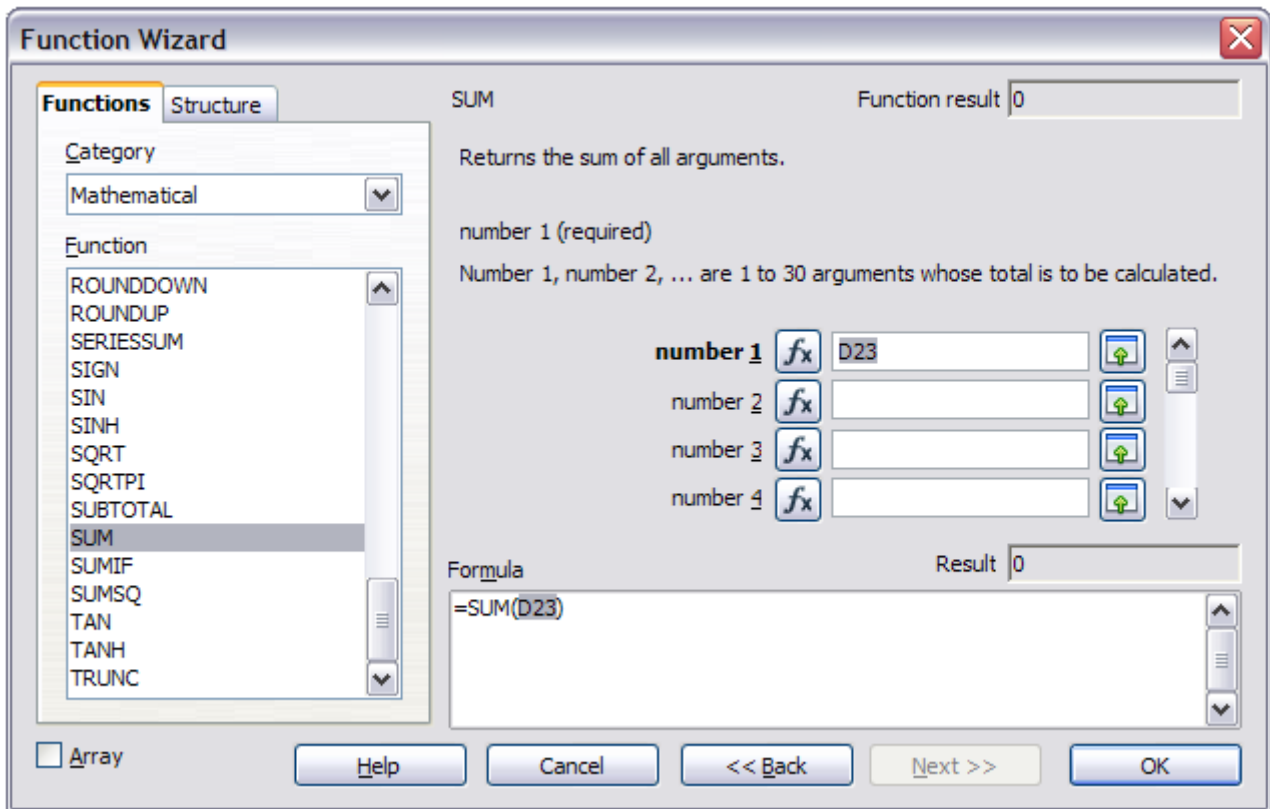 Function Wizard
Functions
Structure
Category
Mathematical
Function
ROUNDDOWN
ROUNDUP
SERIESSUM
SIGN
SIN
SINH
SQRT
SQRTPI
SUBTOTAL
SUM
SUMIF
SUMSQ
TAN
TANH
TRUNC
Array
SUM
Function result 0
Returns the sum of all arguments.
number 1 (required)
Number 1, number 2, ... are 1 to 30 arguments whose total is to be calculated.
number 1 fx D23
number 2 fx
number 3 fx
number 4 fx
Formula
Result 0
=SUM(D23)
Help
Cancel
<< Back
Next >>
OK